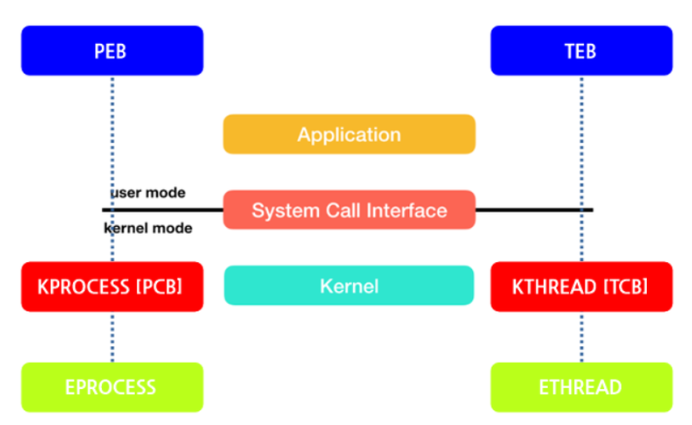 PEB
TEB
Application
user mode
System Call Interface
kernel mode
KPROCESS [PCB]
Kernel
KTHREAD [TCB]
EPROCESS
ETHREAD